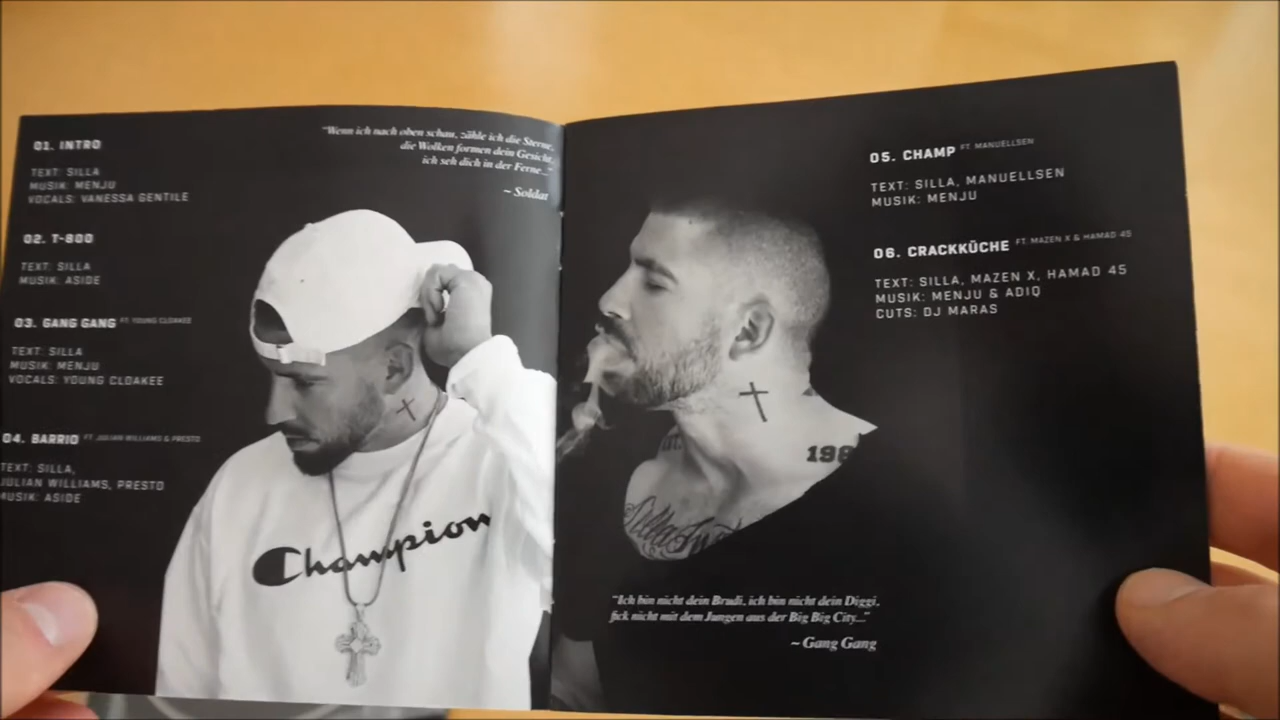 01. INTRO
TEXT: SILLA
MUSIK: MENJU
VOCALS: VANESSA GENTILE
02. T-800
TEXT: SILLA
MUSIK: ASIDE
03. GANG GANG FT. YOUNG CLOAKEE
TEXT: SILLA
MUSIK: MENJU
VOCALS: YOUNG CLOAKEE
04. BARRIO FT. JULIAN WILLIAMS & PRESTO
TEXT: SILLA,
JULIAN WILLIAMS, PRESTO
MUSIK: ASIDE
"Wenn ich nach oben schau, zähle ich die Sterne,
die Wolken formen dein Gesicht,
ich seh dich in der Ferne..."
~ Soldat
Champion
05. CHAMP FT. MANUELLSEN
TEXT: SILLA, MANUELLSEN
MUSIK: MENJU
06. CRACKKÜCHE FT. MAZEN X & HAMAD 45
TEXT: SILLA, MAZEN X, HAMAD 45
MUSIK: MENJU & ADIQ
CUTS: DJ MARAS
198
"Ich bin nicht dein Brudi, ich bin nicht dein Diggi,
fick nicht mit dem Jungen aus der Big Big City..."
~ Gang Gang